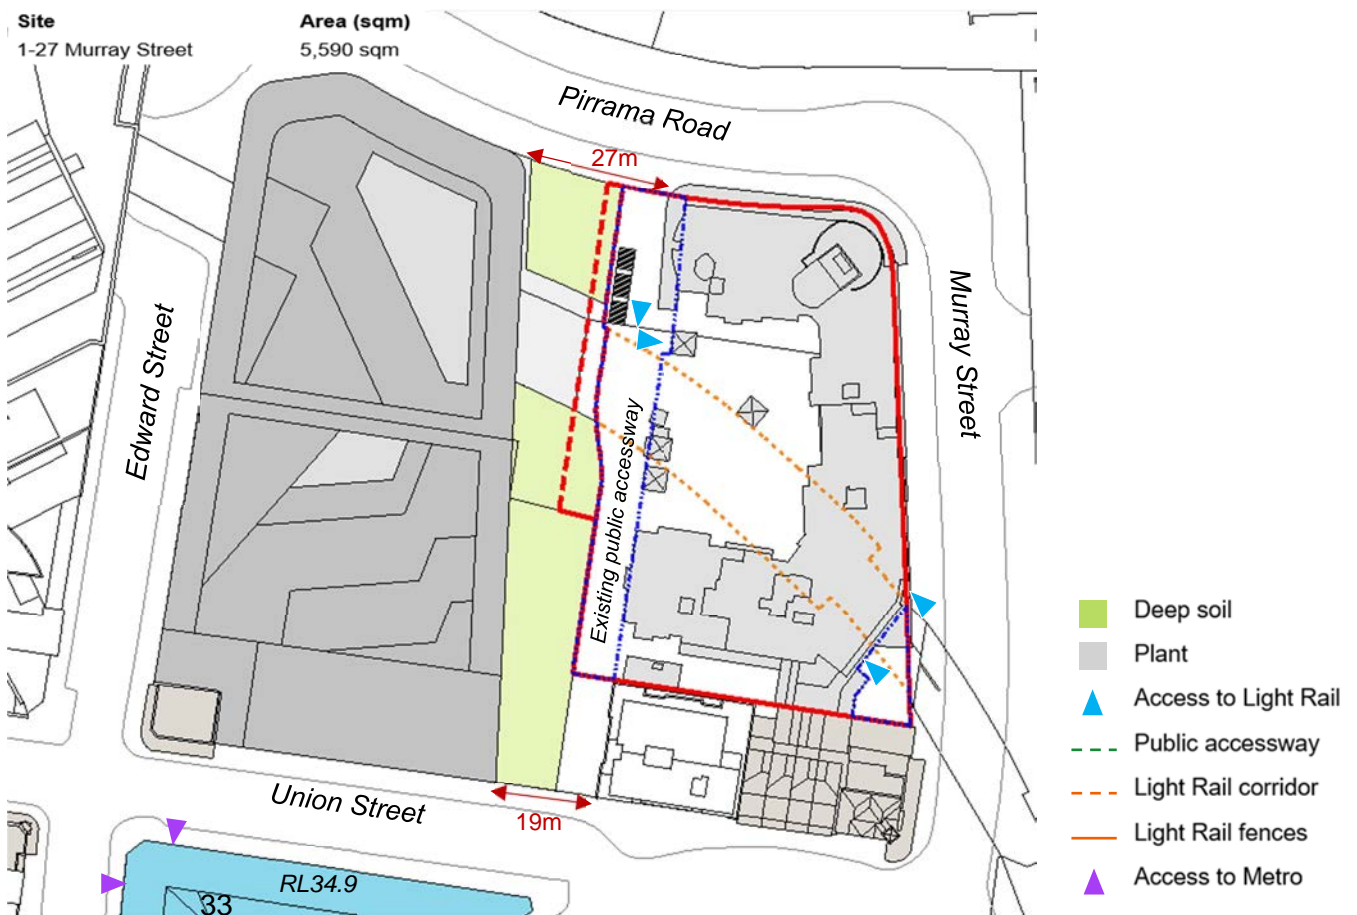 Site Area (sqm)
1-27 Murray Street 5,590 sqm
Pirrama Road
27m
Murray Street
Edward Street
Existing public accessway
Union Street
19m
RL34.9
33
Deep soil
Plant
Access to Light Rail
Public accessway
Light Rail corridor
Light Rail fences
Access to Metro